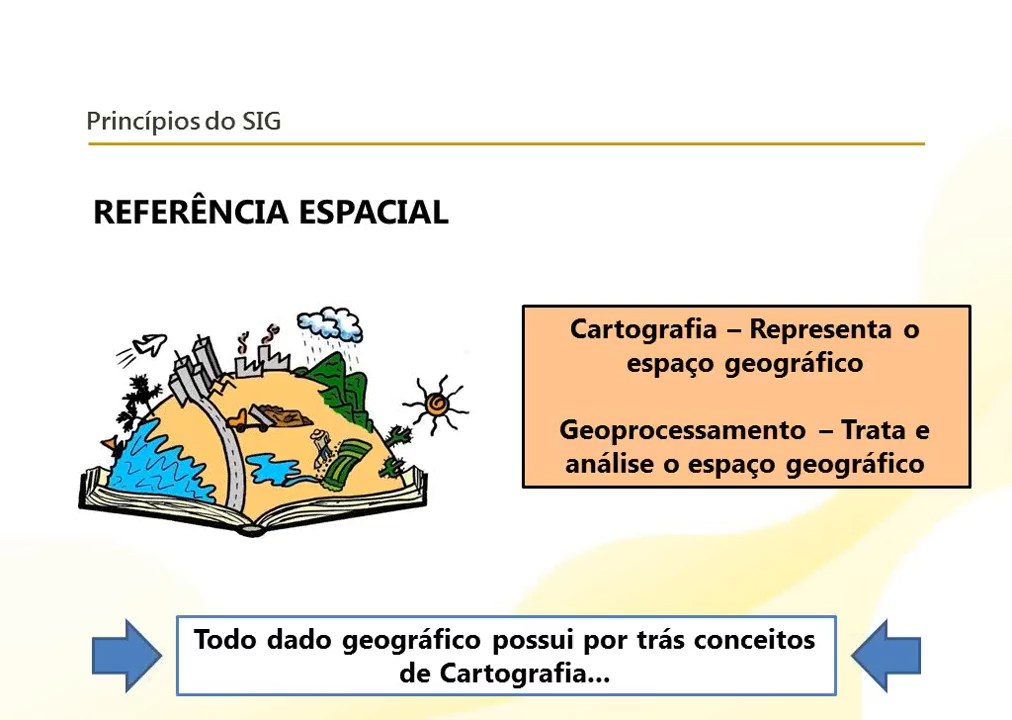 Princípios do SIG
REFERÊNCIA ESPACIAL
Cartografia – Representa o
espaço geográfico
Geoprocessamento – Trata e
análise o espaço geográfico
Todo dado geográfico possui por trás conceitos
de Cartografia...